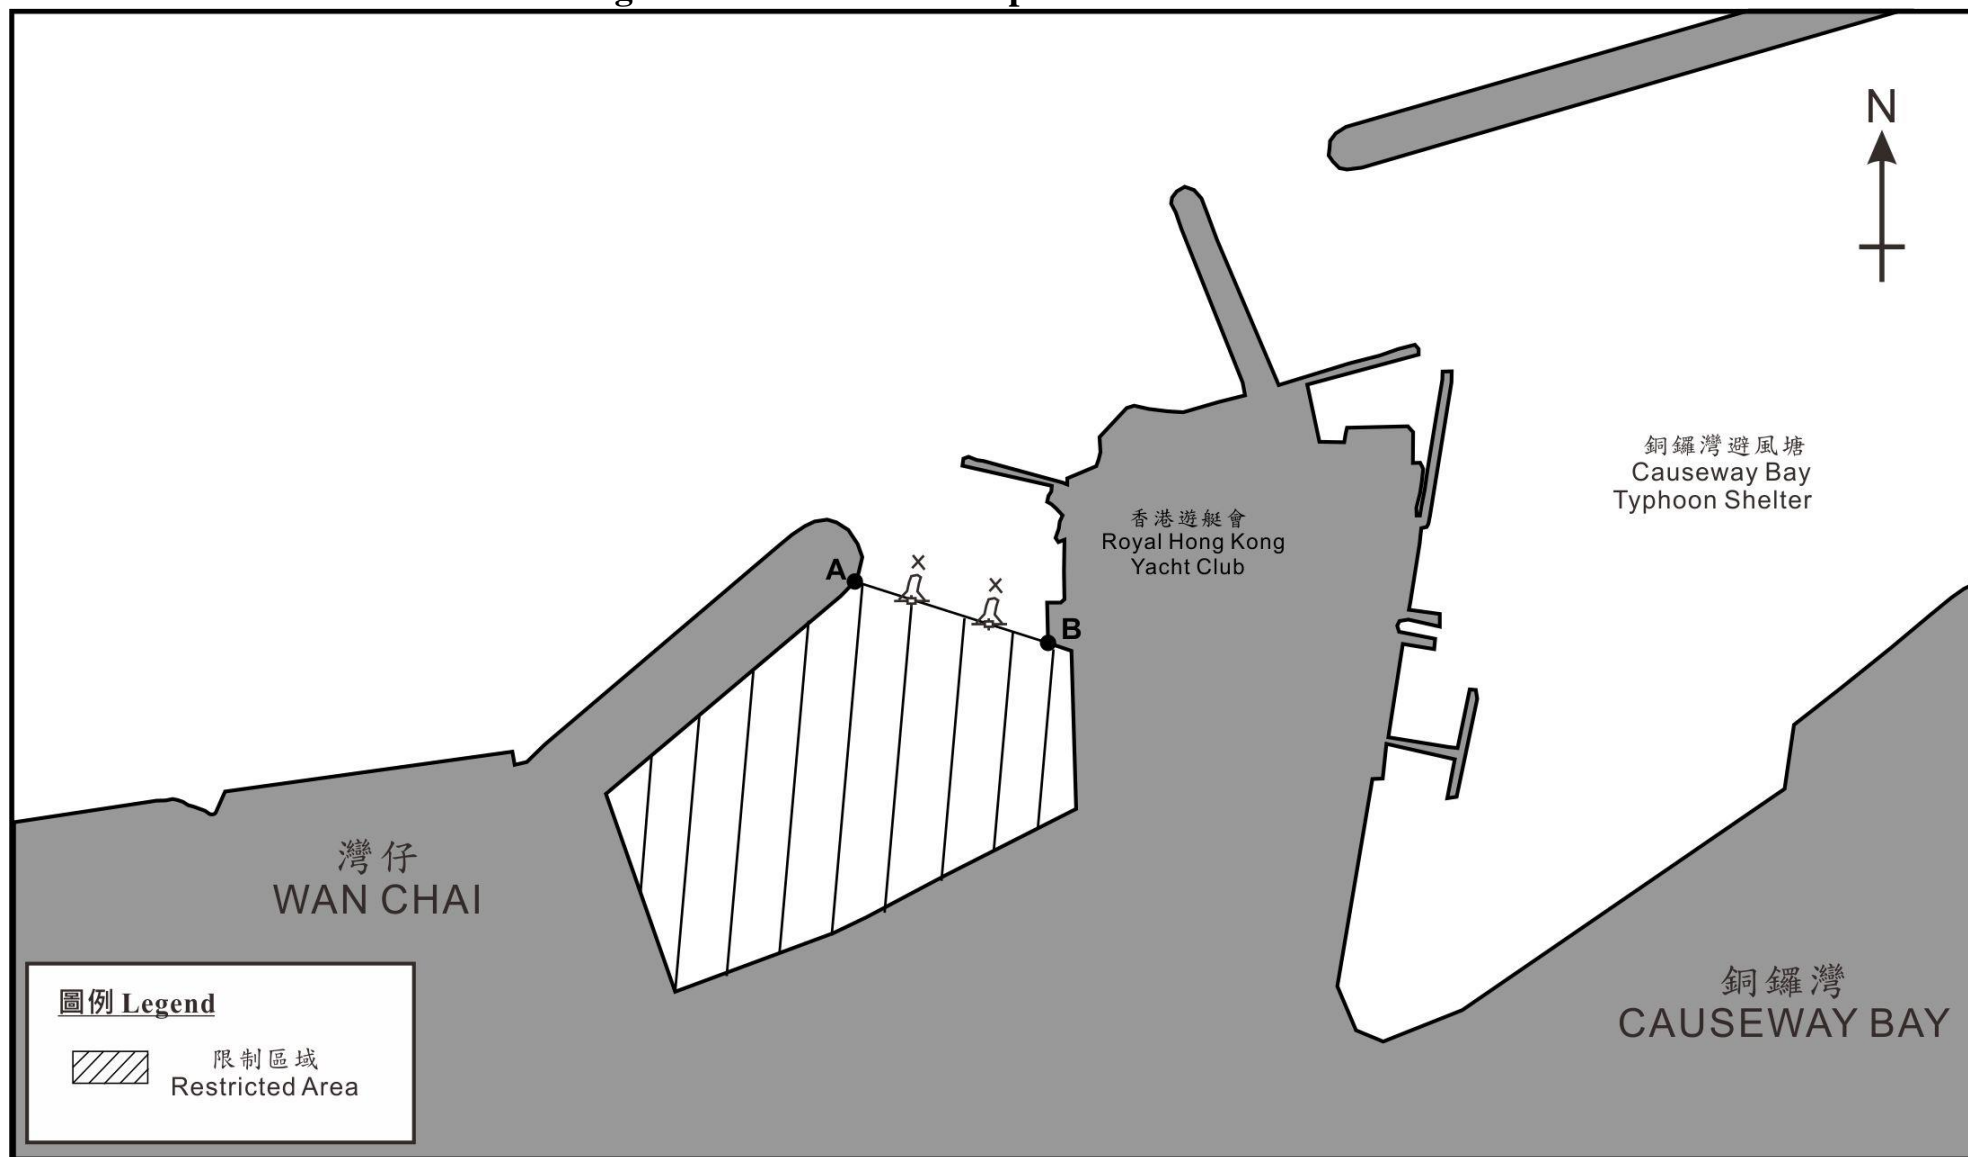 N
銅鑼灣避風塘
Causeway Bay
Typhoon Shelter
香港遊艇會
Royal Hong Kong
Yacht Club
A
B
灣仔
WAN CHAI
圖例 Legend
限制區域
Restricted Area
銅鑼灣
CAUSEWAY BAY